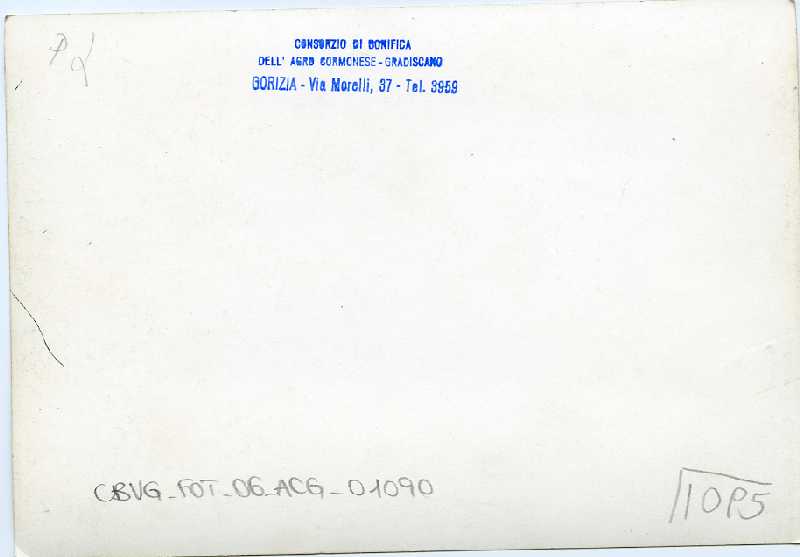 CONSORZIO DI BONIFICA
DELL' AGRO CORMONESE-GRADISCANO
GORIZIA - Via Morelli, 37 - Tel. 3959
CBVG_FOT_06_ACG_01090
10P5